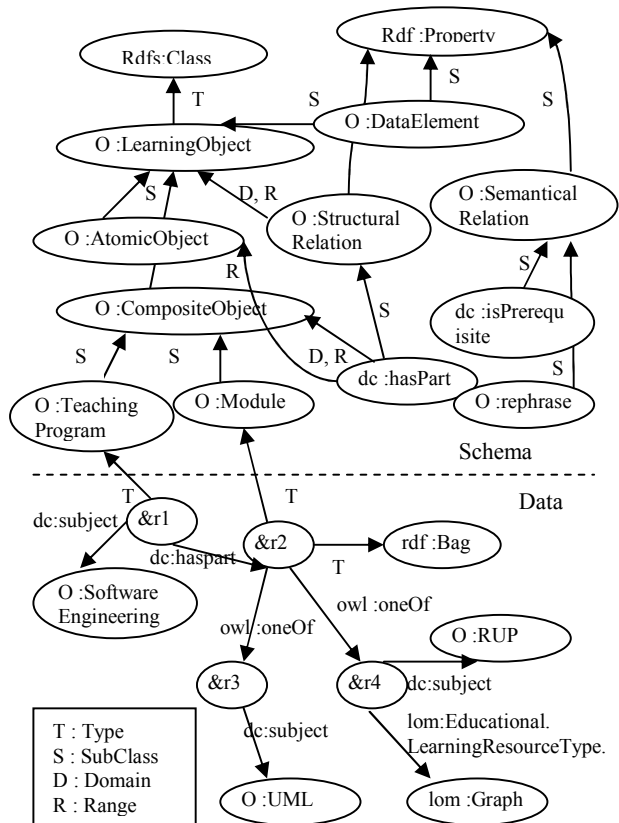 Rdf :Property
Rdfs:Class
S
T
S
S
O :DataElement
O :LearningObject
S
D, R
O :Semantical
Relation
O :Structural
Relation
O :AtomicObject
R
S
O :CompositeObject
S
dc :isPrerequ
isite
S
S
D, R
dc :hasPart
S
O :Teaching
Program
O :Module
O :rephrase
Schema
T
T
Data
dc:subject
&r1
&r2
rdf :Bag
dc:haspart
T
O :Software
Engineering
owl :oneOf
owl :oneOf
O :RUP
&r3
&r4
dc:subject
dc:subject
lom:Educational.
LearningResourceType.
T : Type
S : SubClass
D : Domain
R : Range
O :UML
lom :Graph